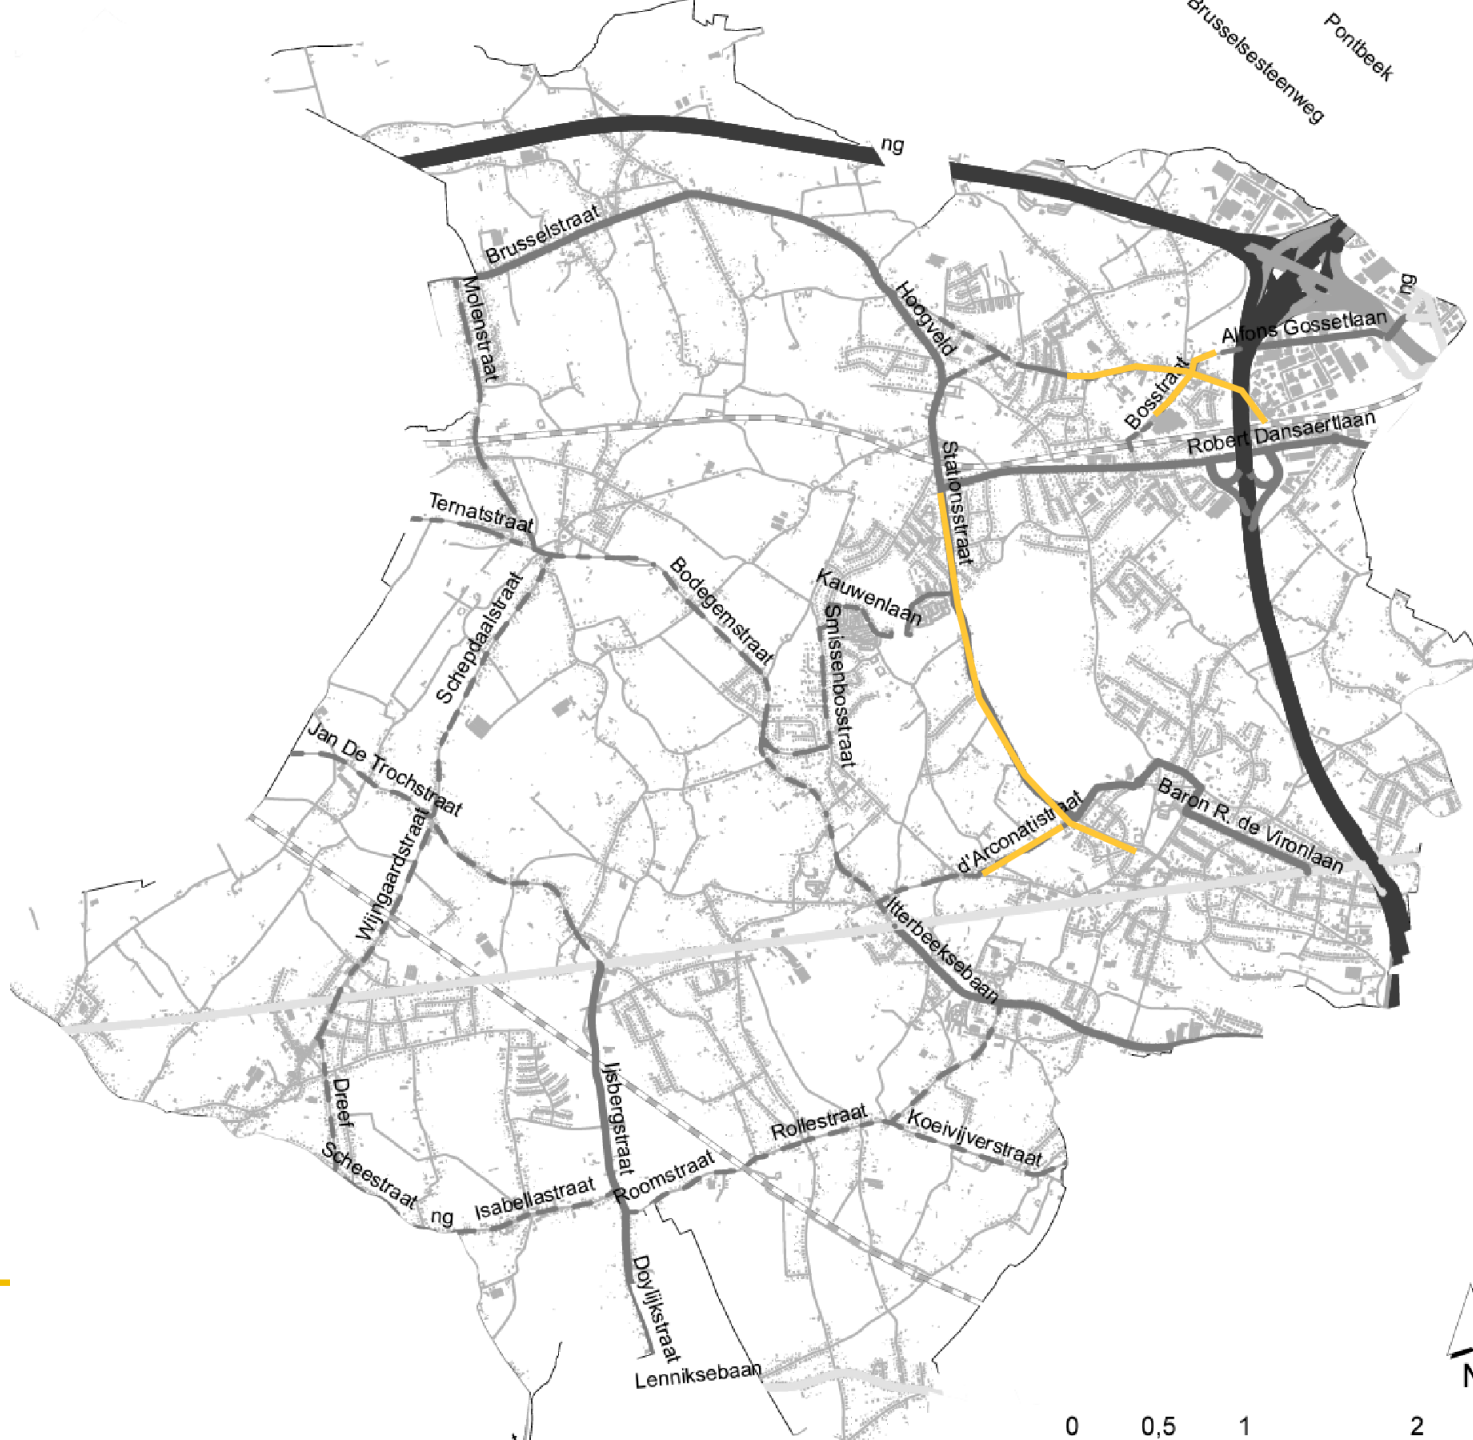 Brusselsesteenweg
Pontbeek
ng
Brusselstraat
Molenstraat
Hoogveld
ng
Alfons Gossetlaan
Bosstraat
Robert Dansaertlaan
Stationsstraat
Ternatstraat
Bodegemstraat
Kauwenlaan
Schepdaalstraat
Smissenbosstraat
Jan De Trochstraat
d'Arconatistraat
Baron R. de Vironlaan
Wijngaardstraat
Itterbeeksebaan
Ijsbergstraat
Dreef
Rollestraat
Koeivijverstraat
Scheestraat
ng
Isabellastraat
Roomstraat
Doylijkstraat
Lenniksebaan
N
0 0,5 1 2